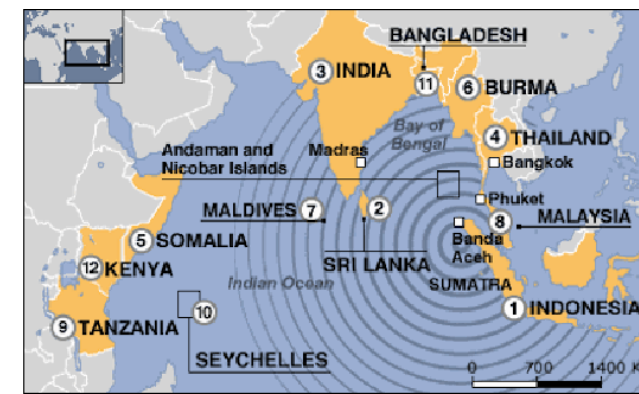 BANGLADESH
3 INDIA
11
6 BURMA
Bay of
Bengal
4 THAILAND
Andaman and
Nicobar Islands
Madras
Bangkok
Phuket
MALDIVES 7
2
8 MALAYSIA
5 SOMALIA
Banda
Aceh
SRI LANKA
12 KENYA
Indian Ocean
SUMATRA
1 INDONESIA
10
9 TANZANIA
SEYCHELLES
0 700 1400 K